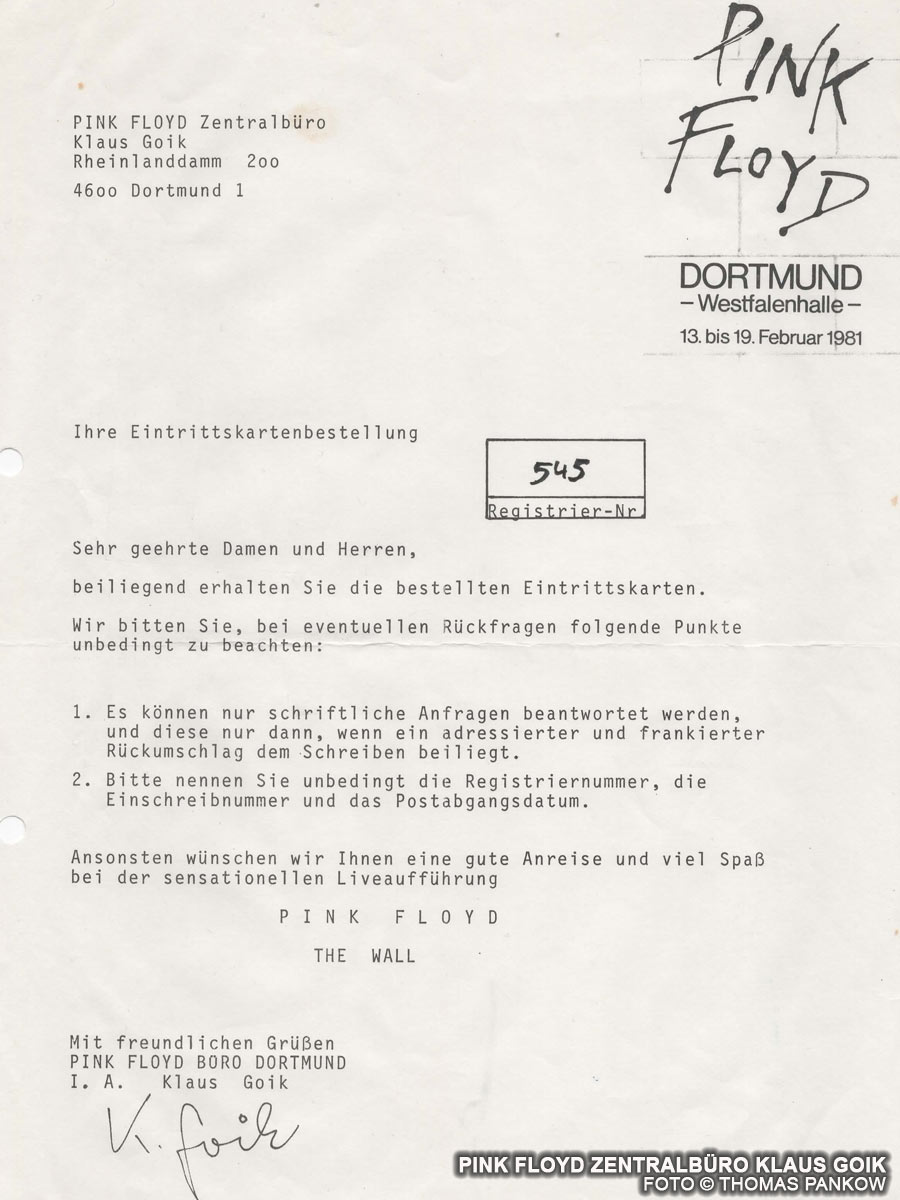 PINK FLOYD Zentralbüro
Klaus Goik
Rheinlanddamm 2oo
46oo Dortmund 1
PINK
FLOYD
DORTMUND
– Westfalenhalle –
13. bis 19. Februar 1981
Ihre Eintrittskartenbestellung
545
Registrier-Nr.
Sehr geehrte Damen und Herren,
beiliegend erhalten Sie die bestellten Eintrittskarten.
Wir bitten Sie, bei eventuellen Rückfragen folgende Punkte
unbedingt zu beachten:
1. Es können nur schriftliche Anfragen beantwortet werden,
und diese nur dann, wenn ein adressierter und frankierter
Rückumschlag dem Schreiben beiliegt.
2. Bitte nennen Sie unbedingt die Registriernummer, die
Einschreibnummer und das Postabgangsdatum.
Ansonsten wünschen wir Ihnen eine gute Anreise und viel Spaß
bei der sensationellen Liveaufführung
P I N K   F L O Y D
THE WALL
Mit freundlichen Grüßen
PINK FLOYD BÜRO DORTMUND
I. A. Klaus Goik
K. Goik
PINK FLOYD ZENTRALBÜRO KLAUS GOIK
FOTO © THOMAS PANKOW